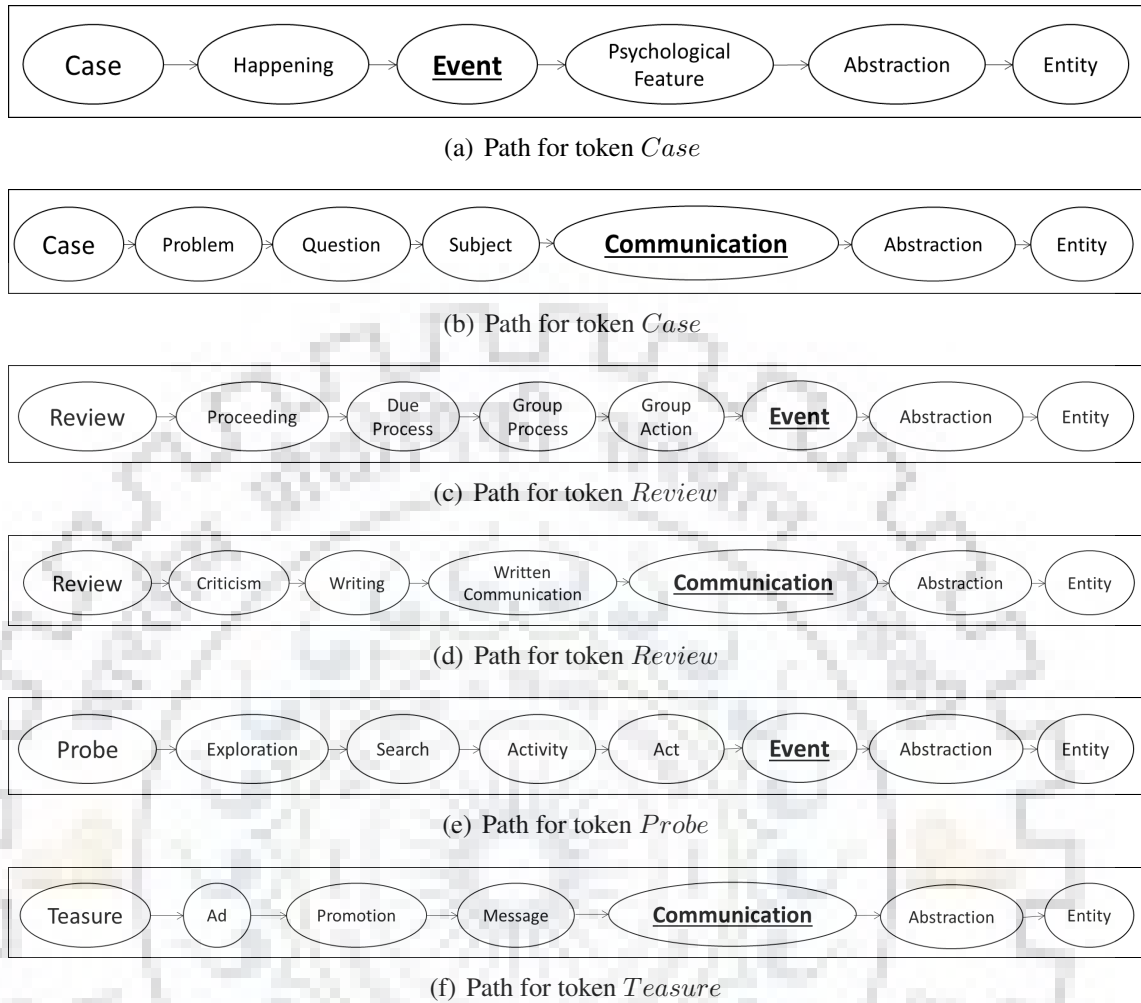 Case Happening Event Psychological Feature Abstraction Entity
(a) Path for token Case
Case Problem Question Subject Communication Abstraction Entity
(b) Path for token Case
Review Proceeding Due Process Group Process Group Action Event Abstraction Entity
(c) Path for token Review
Review Criticism Writing Written Communication Communication Abstraction Entity
(d) Path for token Review
Probe Exploration Search Activity Act Event Abstraction Entity
(e) Path for token Probe
Teasure Ad Promotion Message Communication Abstraction Entity
(f) Path for token Teasure